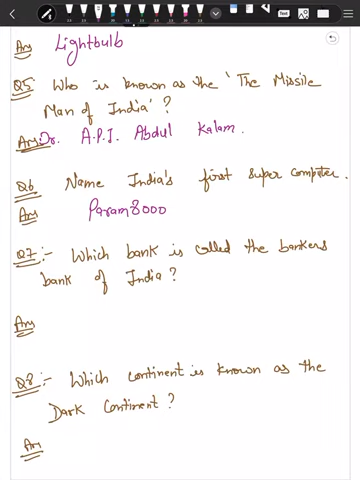 Ans Lightbulb
Q5 Who is known as the 'The Missile
Man of India'?
Ans:- Dr. A.P.J. Abdul Kalam.
Q6 Name India's first super computer.
Ans Param8000
Q7:- Which bank is called the bankers
bank of India?
Ans
Q8:- Which continent is known as the
Dark Continent?
Ans